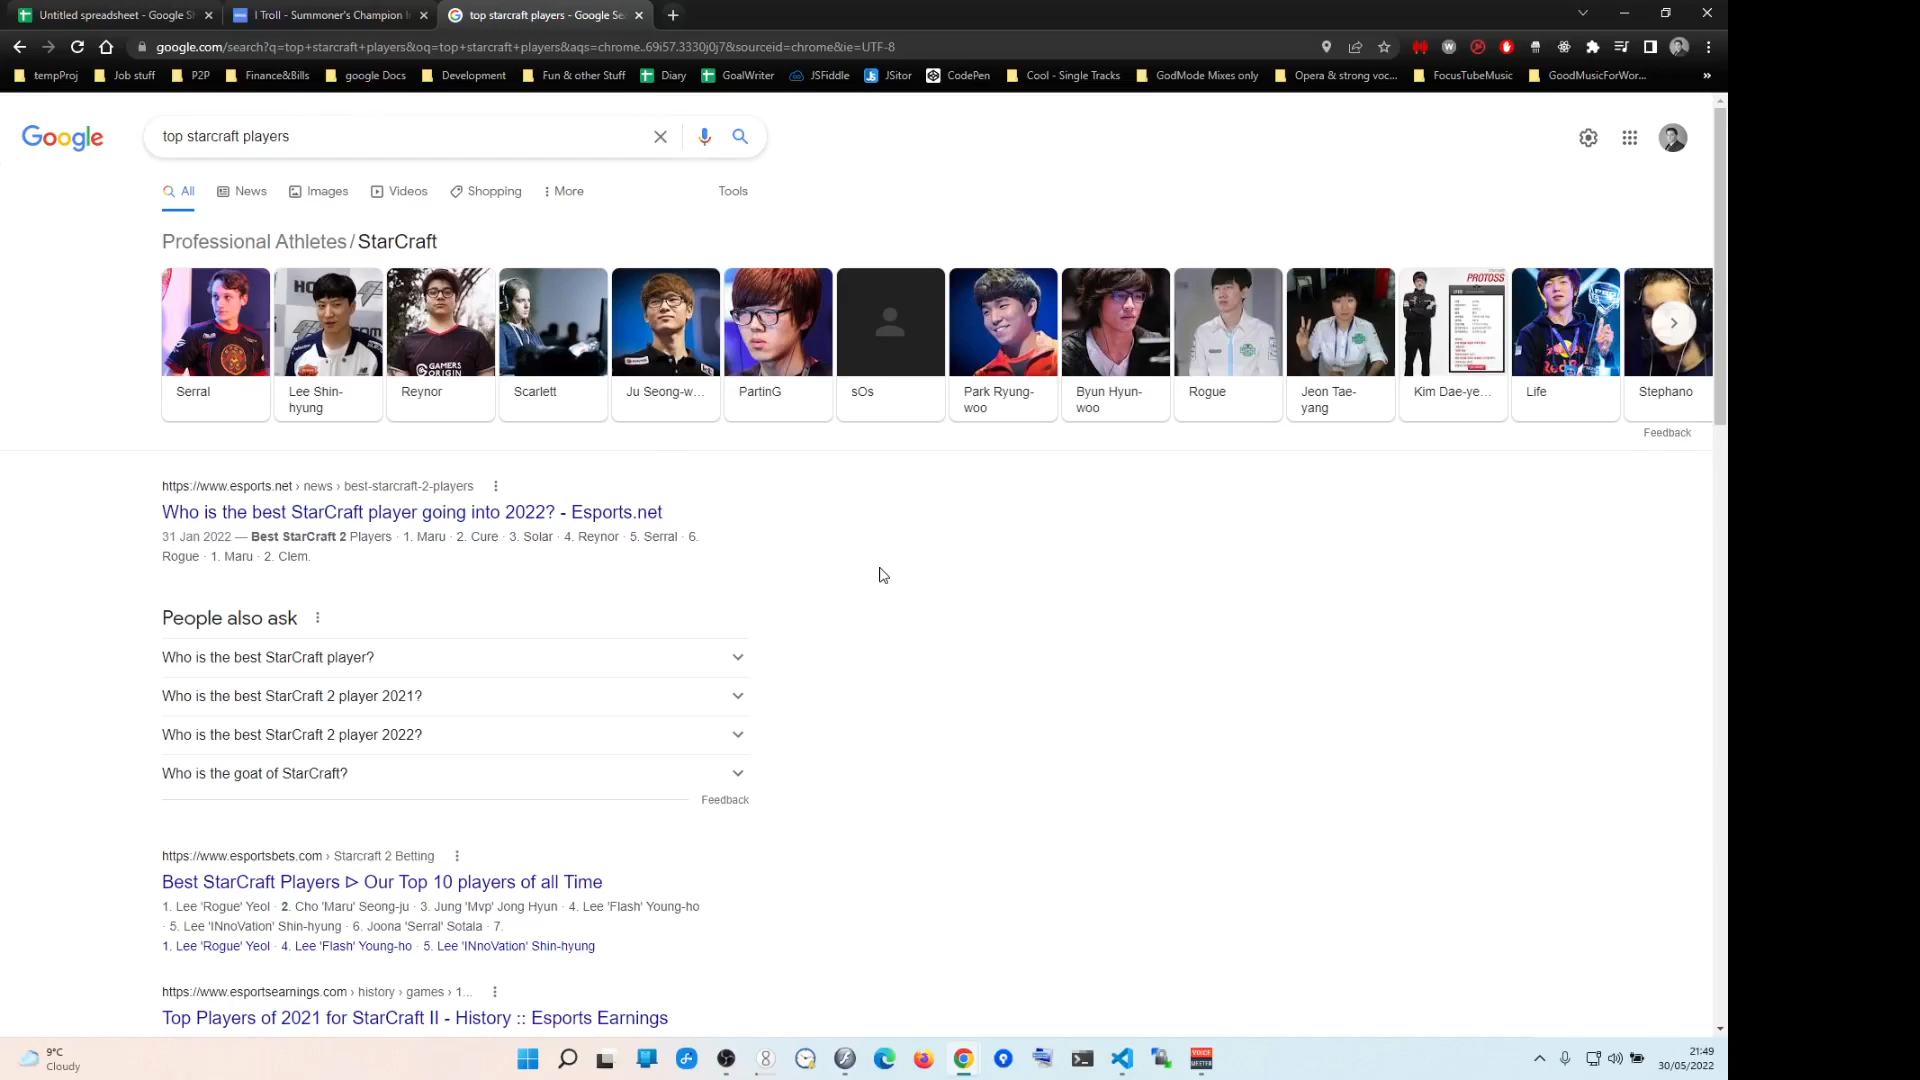 Untitled spreadsheet - Google S
I Troll - Summoner's Champion I
top starcraft players - Google Se
google.com/search?q=top+starcraft+players&oq=top+starcraft+players&aqs=chrome..69i57.3330j0j7&sourceid=chrome&ie=UTF-8
tempProj Job stuff P2P Finance&Bills google Docs Development Fun & other Stuff Diary GoalWriter JSFiddle JSitor CodePen Cool - Single Tracks GodMode Mixes only Opera & strong voc... FocusTubeMusic GoodMusicForWor... »
Google
top starcraft players
All News Images Videos Shopping More Tools
Professional Athletes / StarCraft
PROTOSS
GAMERS
ORIGIN
Serral
Lee Shin-
hyung
Reynor
Scarlett
Ju Seong-w...
PartinG
sOs
Park Ryung-
woo
Byun Hyun-
woo
Rogue
Jeon Tae-
yang
Kim Dae-ye...
Life
Stephano
Feedback
https://www.esports.net › news › best-starcraft-2-players
Who is the best StarCraft player going into 2022? - Esports.net
31 Jan 2022 — Best StarCraft 2 Players · 1. Maru · 2. Cure · 3. Solar · 4. Reynor · 5. Serral · 6.
Rogue · 1. Maru · 2. Clem.
People also ask
Who is the best StarCraft player?
Who is the best StarCraft 2 player 2021?
Who is the best StarCraft 2 player 2022?
Who is the goat of StarCraft?
Feedback
https://www.esportsbets.com › Starcraft 2 Betting
Best StarCraft Players ᐅ Our Top 10 players of all Time
1. Lee 'Rogue' Yeol · 2. Cho 'Maru' Seong-ju · 3. Jung 'Mvp' Jong Hyun · 4. Lee 'Flash' Young-ho
· 5. Lee 'INnoVation' Shin-hyung · 6. Joona 'Serral' Sotala · 7.
1. Lee 'Rogue' Yeol · 4. Lee 'Flash' Young-ho · 5. Lee 'INnoVation' Shin-hyung
https://www.esportsearnings.com › history › games › 1...
Top Players of 2021 for StarCraft II - History :: Esports Earnings
9°C
Cloudy
21:49
30/05/2022